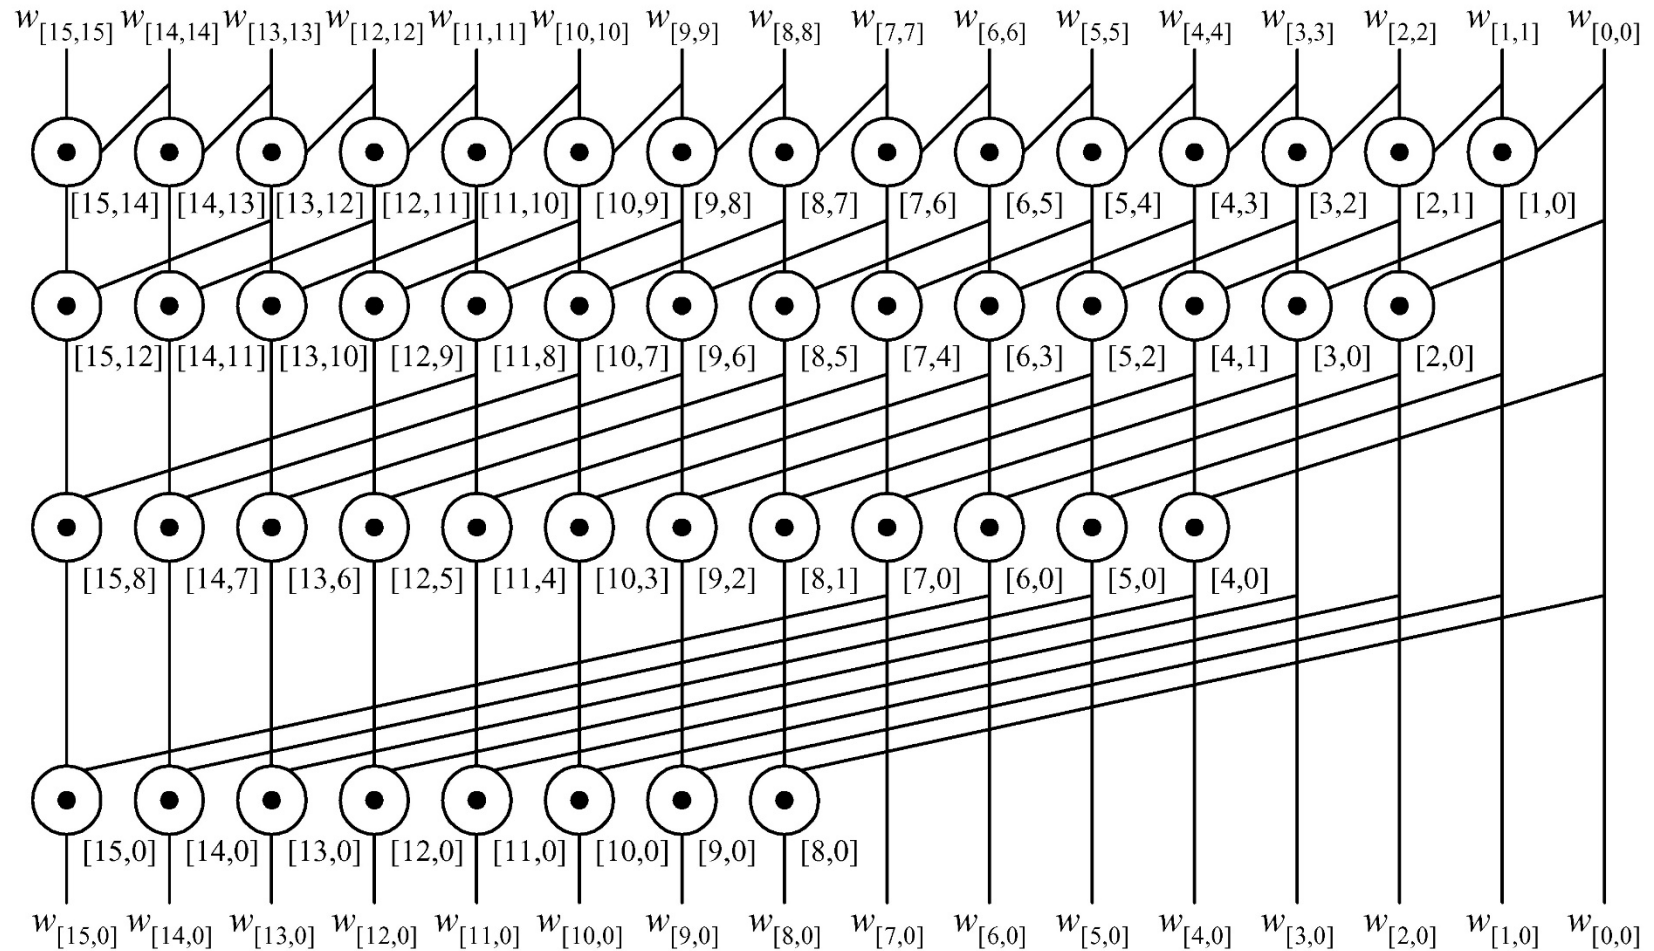 w[15,15] w[14,14] w[13,13] w[12,12] w[11,11] w[10,10] w[9,9] w[8,8] w[7,7] w[6,6] w[5,5] w[4,4] w[3,3] w[2,2] w[1,1] w[0,0]
[15,14] [14,13] [13,12] [12,11] [11,10] [10,9] [9,8] [8,7] [7,6] [6,5] [5,4] [4,3] [3,2] [2,1] [1,0]
[15,12] [14,11] [13,10] [12,9] [11,8] [10,7] [9,6] [8,5] [7,4] [6,3] [5,2] [4,1] [3,0] [2,0]
[15,8] [14,7] [13,6] [12,5] [11,4] [10,3] [9,2] [8,1] [7,0] [6,0] [5,0] [4,0]
[15,0] [14,0] [13,0] [12,0] [11,0] [10,0] [9,0] [8,0]
w[15,0] w[14,0] w[13,0] w[12,0] w[11,0] w[10,0] w[9,0] w[8,0] w[7,0] w[6,0] w[5,0] w[4,0] w[3,0] w[2,0] w[1,0] w[0,0]